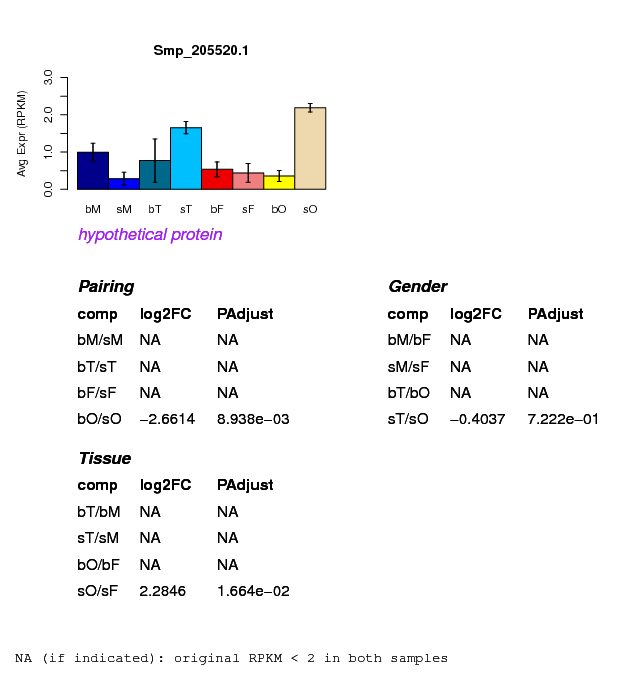 Smp_205520.1
Avg Expr (RPKM)
3.0
2.0
1.0
0.0
bM sM bT sT bF sF bO sO
hypothetical protein
Pairing
comp log2FC PAdjust
bM/sM NA NA
bT/sT NA NA
bF/sF NA NA
bO/sO −2.6614 8.938e−03
Gender
comp log2FC PAdjust
bM/bF NA NA
sM/sF NA NA
bT/bO NA NA
sT/sO −0.4037 7.222e−01
Tissue
comp log2FC PAdjust
bT/bM NA NA
sT/sM NA NA
bO/bF NA NA
sO/sF 2.2846 1.664e−02
NA (if indicated): original RPKM < 2 in both samples